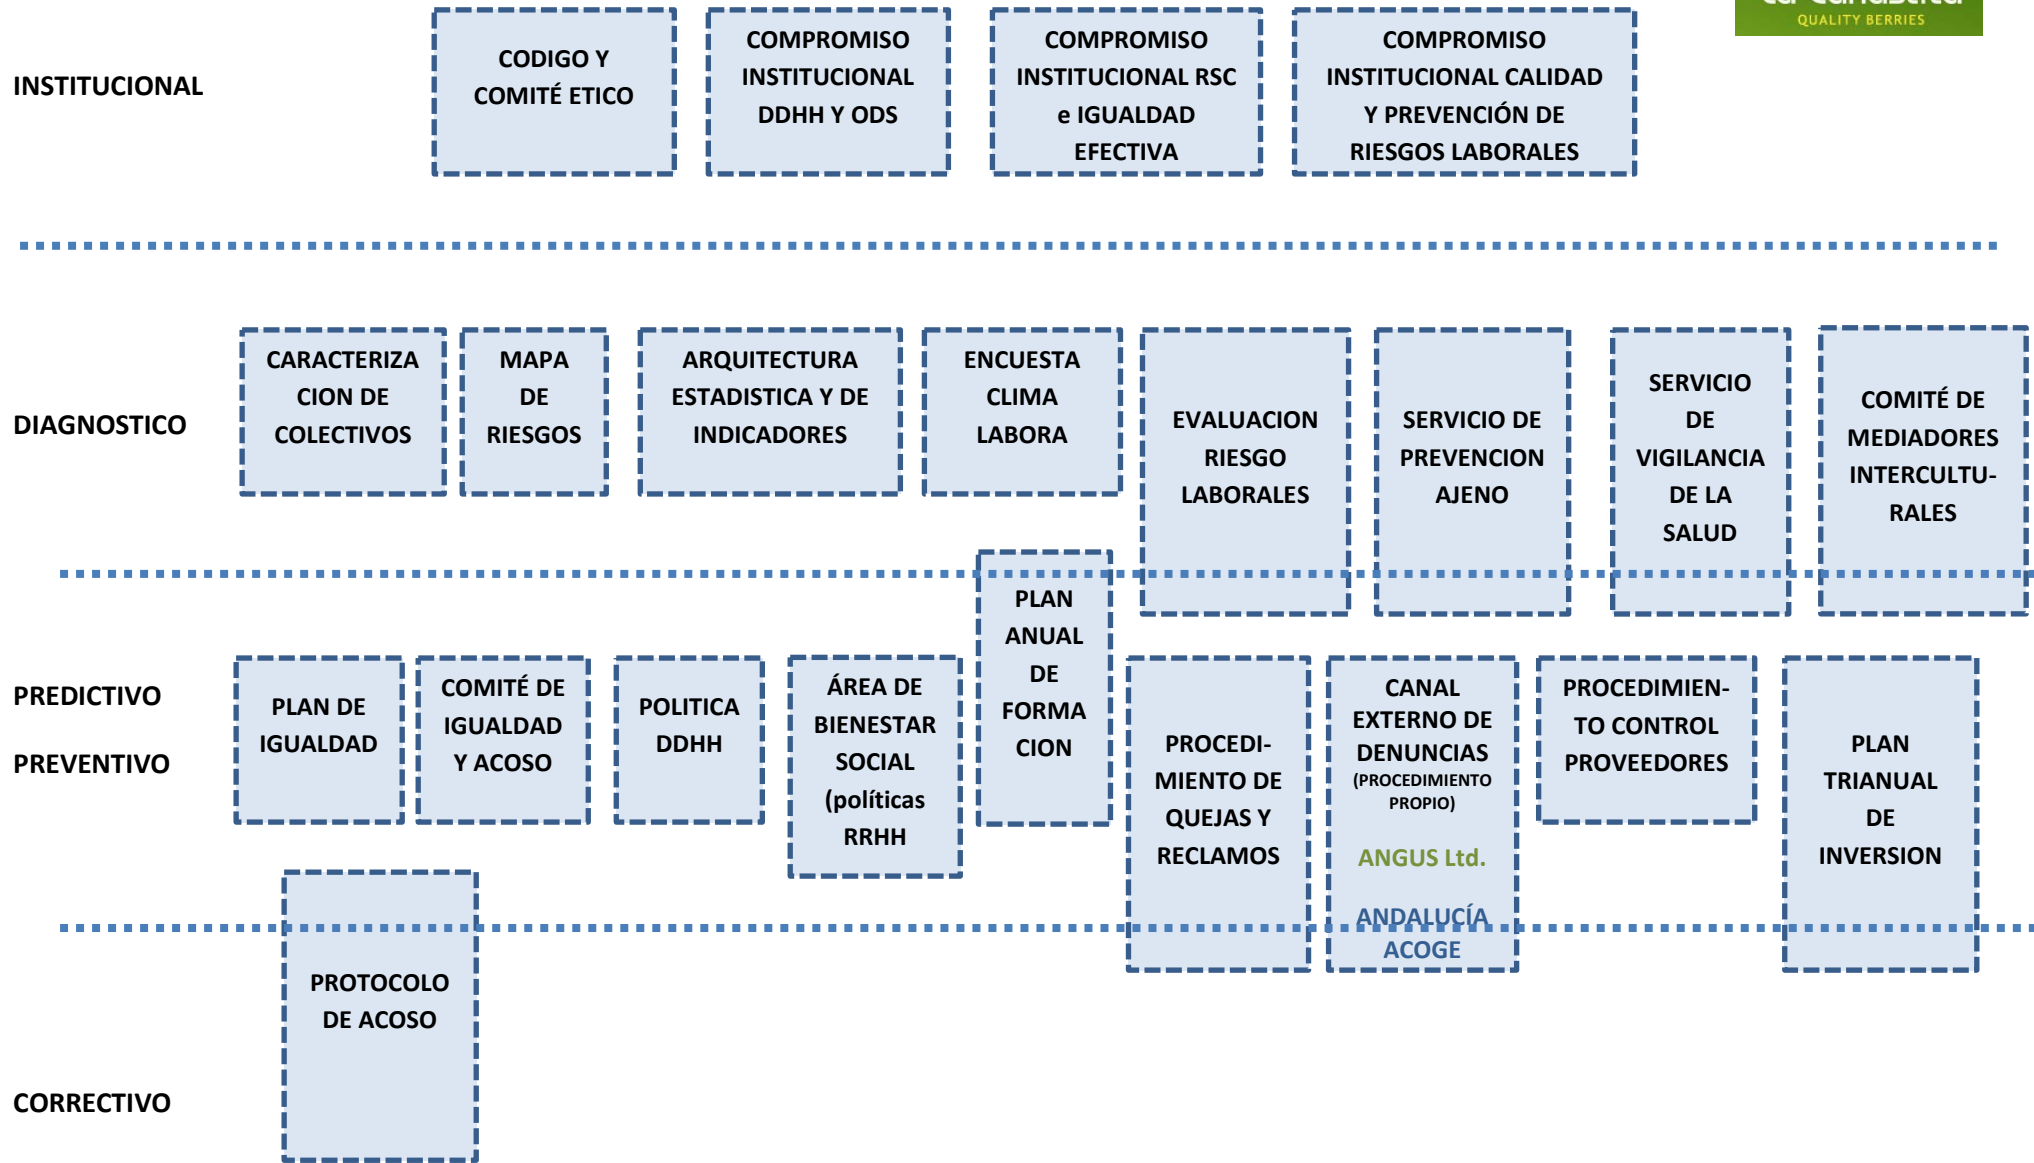 QUALITY BERRIES
INSTITUCIONAL
CODIGO Y
COMITÉ ETICO
COMPROMISO
INSTITUCIONAL
DDHH Y ODS
COMPROMISO
INSTITUCIONAL RSC
e IGUALDAD
EFECTIVA
COMPROMISO
INSTITUCIONAL CALIDAD
Y PREVENCIÓN DE
RIESGOS LABORALES
DIAGNOSTICO
CARACTERIZA
CION DE
COLECTIVOS
MAPA
DE
RIESGOS
ARQUITECTURA
ESTADISTICA Y DE
INDICADORES
ENCUESTA
CLIMA
LABORA
EVALUACION
RIESGO
LABORALES
SERVICIO DE
PREVENCION
AJENO
SERVICIO
DE
VIGILANCIA
DE LA
SALUD
COMITÉ DE
MEDIADORES
INTERCULTU-
RALES
PREDICTIVO
PREVENTIVO
PLAN DE
IGUALDAD
COMITÉ DE
IGUALDAD
Y ACOSO
POLITICA
DDHH
ÁREA DE
BIENESTAR
SOCIAL
(políticas
RRHH
PLAN
ANUAL
DE
FORMA
CION
PROCEDI-
MIENTO DE
QUEJAS Y
RECLAMOS
CANAL
EXTERNO DE
DENUNCIAS
(PROCEDIMIENTO
PROPIO)
ANGUS Ltd.
ANDALUCÍA
ACOGE
PROCEDIMIEN-
TO CONTROL
PROVEEDORES
PLAN
TRIANUAL
DE
INVERSION
PROTOCOLO
DE ACOSO
CORRECTIVO